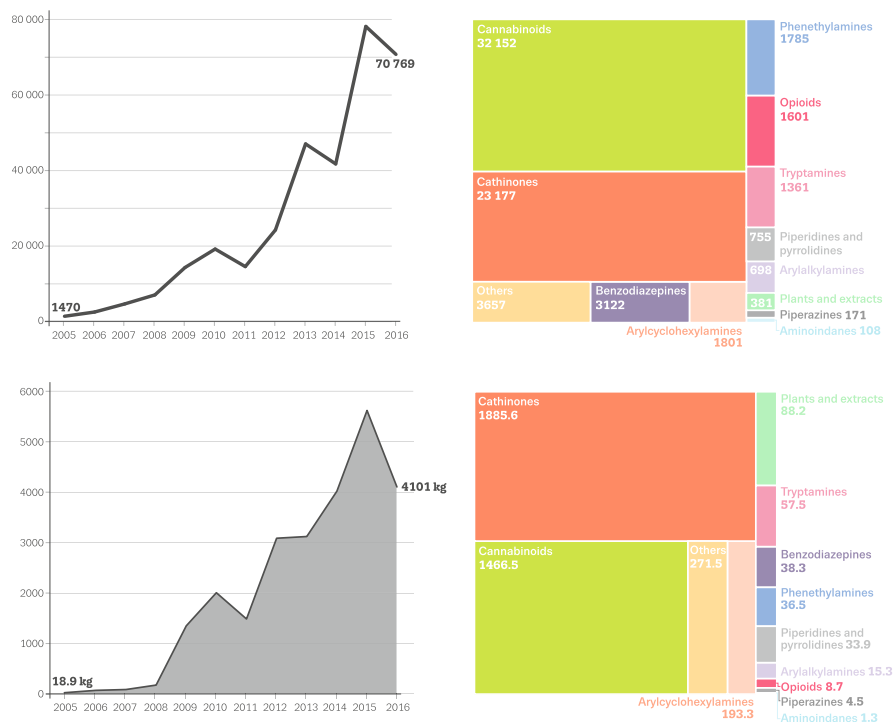 80 000
60 000
40 000
20 000
0
1470
70 769
2005 2006 2007 2008 2009 2010 2011 2012 2013 2014 2015 2016
Cannabinoids
32 152
Cathinones
23 177
Others
3657
Benzodiazepines
3122
Arylcyclohexylamines
1801
Phenethylamines
1785
Opioids
1601
Tryptamines
1361
755 Piperidines and
pyrrolidines
698 Arylalkylamines
381 Plants and extracts
Piperazines 171
Aminoindanes 108
6000
5000
4000
3000
2000
1000
0
18.9 kg
4101 kg
2005 2006 2007 2008 2009 2010 2011 2012 2013 2014 2015 2016
Cathinones
1885.6
Cannabinoids
1466.5
Others
271.5
Arylcyclohexylamines
193.3
Plants and extracts
88.2
Tryptamines
57.5
Benzodiazepines
38.3
Phenethylamines
36.5
Piperidines and
pyrrolidines 33.9
Arylalkylamines 15.3
Opioids 8.7
Piperazines 4.5
Aminoindanes 1.3